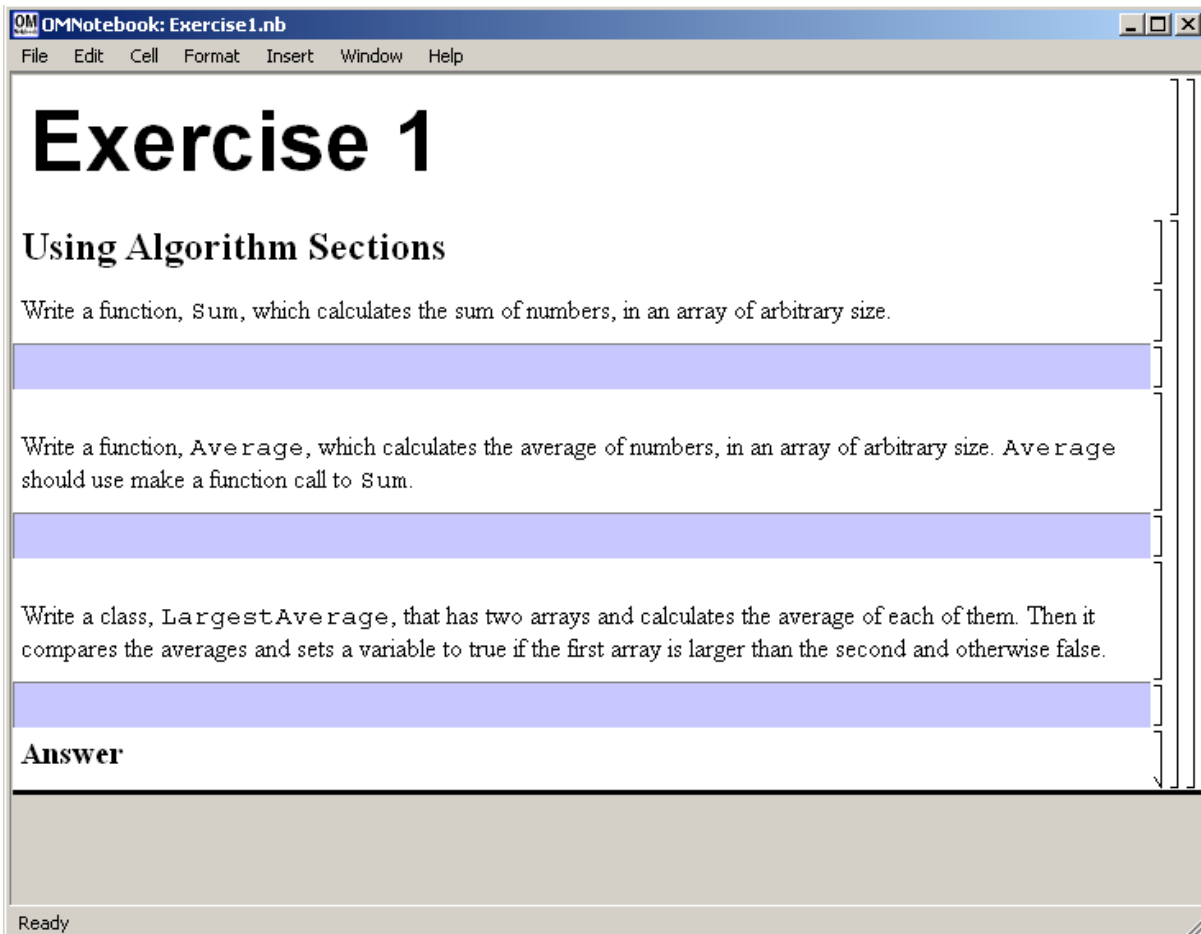 OMNotebook: Exercise1.nb
File Edit Cell Format Insert Window Help
Exercise 1
Using Algorithm Sections
Write a function, Sum, which calculates the sum of numbers, in an array of arbitrary size.
Write a function, Average, which calculates the average of numbers, in an array of arbitrary size. Average
should use make a function call to Sum.
Write a class, LargestAverage, that has two arrays and calculates the average of each of them. Then it
compares the averages and sets a variable to true if the first array is larger than the second and otherwise false.
Answer
Ready